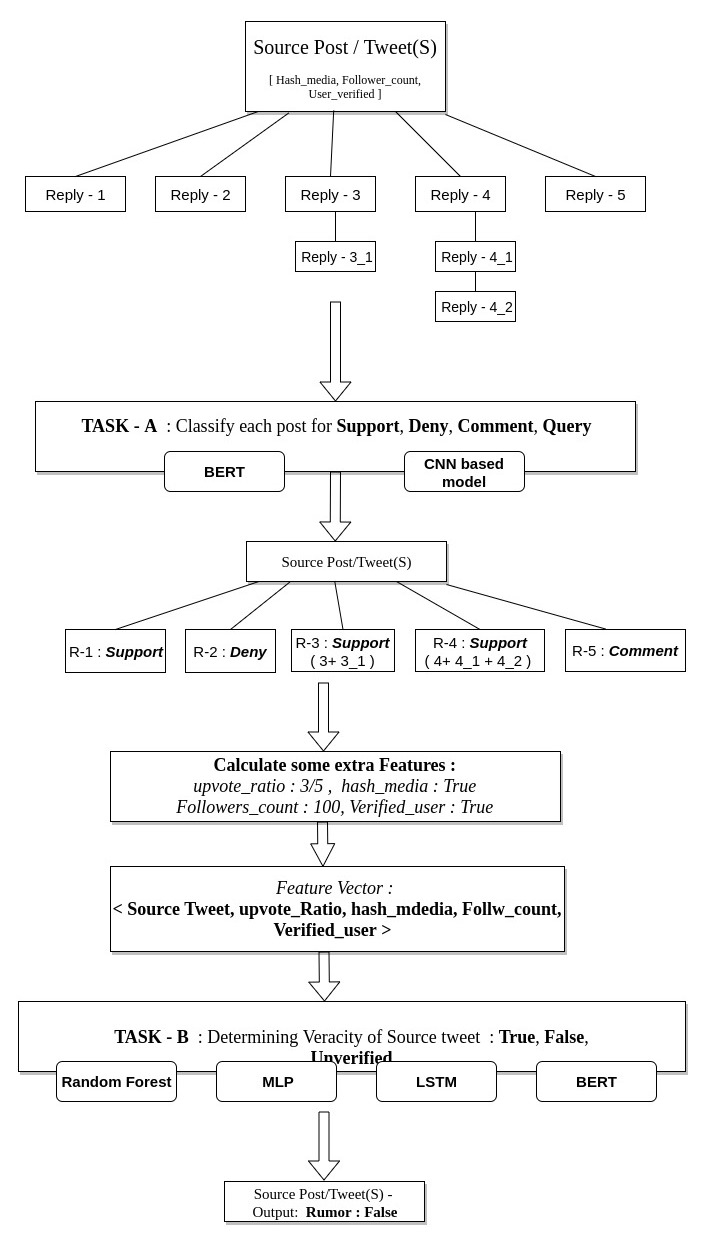 Source Post / Tweet(S)
[ Hash_media, Follower_count,
User_verified ]
Reply - 1
Reply - 2
Reply - 3
Reply - 4
Reply - 5
Reply - 3_1
Reply - 4_1
Reply - 4_2
TASK - A : Classify each post for Support, Deny, Comment, Query
BERT
CNN based
model
Source Post/Tweet(S)
R-1 : Support
R-2 : Deny
R-3 : Support
( 3+ 3_1 )
R-4 : Support
( 4+ 4_1 + 4_2 )
R-5 : Comment
Calculate some extra Features :
upvote_ratio : 3/5 , hash_media : True
Followers_count : 100, Verified_user : True
Feature Vector :
< Source Tweet, upvote_Ratio, hash_mdedia, Follw_count,
Verified_user >
TASK - B : Determining Veracity of Source tweet : True, False,
Unverified
Random Forest
MLP
LSTM
BERT
Source Post/Tweet(S) -
Output: Rumor : False